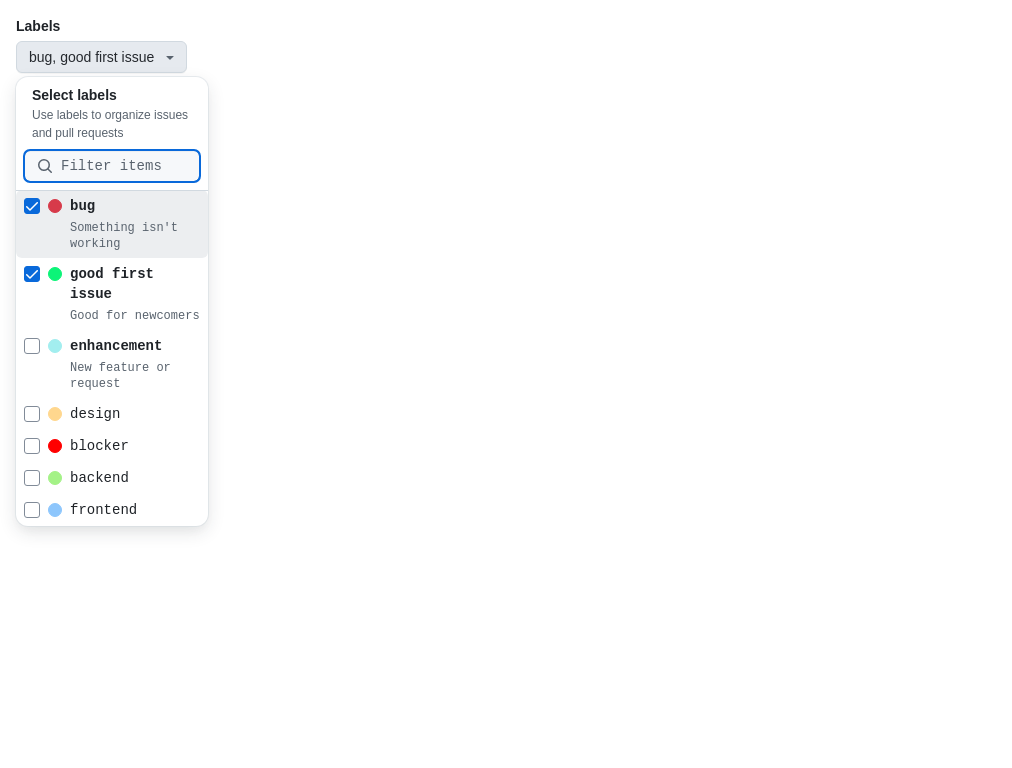 Labels
bug, good first issue
Select labels
Use labels to organize issues
and pull requests
Filter items
bug
Something isn't
working
good first
issue
Good for newcomers
enhancement
New feature or
request
design
blocker
backend
frontend